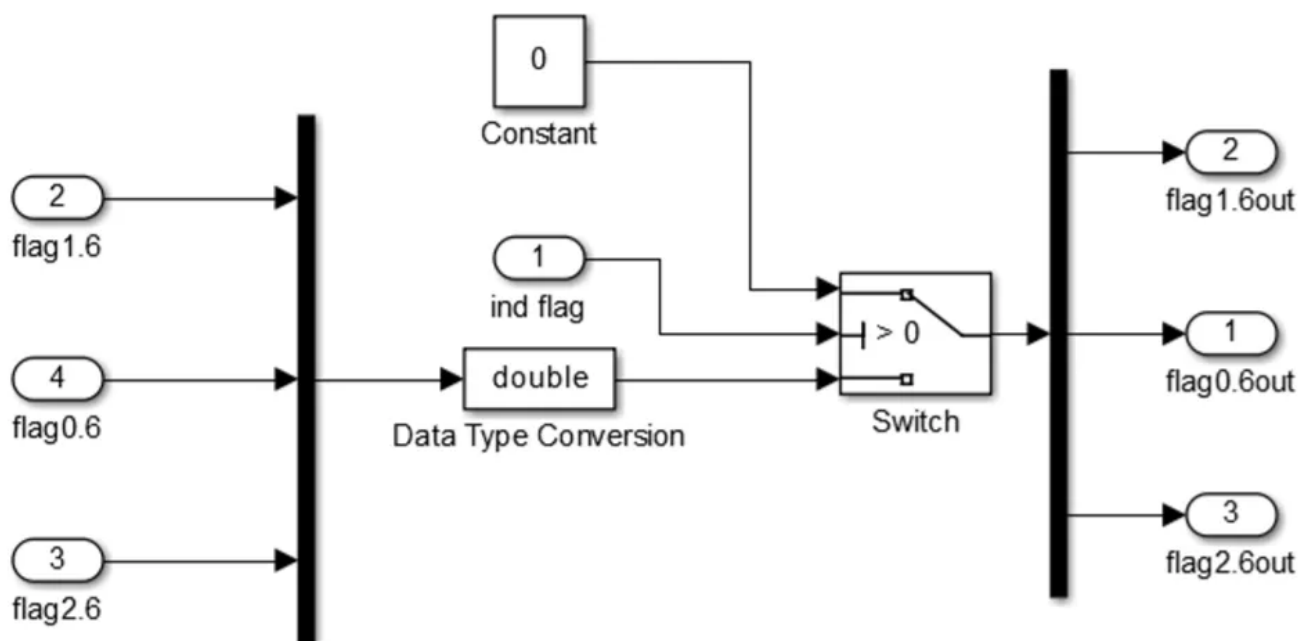 0
Constant
2
flag1.6
1
ind flag
4
flag0.6
3
flag2.6
double
Data Type Conversion
> 0
Switch
2
flag1.6out
1
flag0.6out
3
flag2.6out